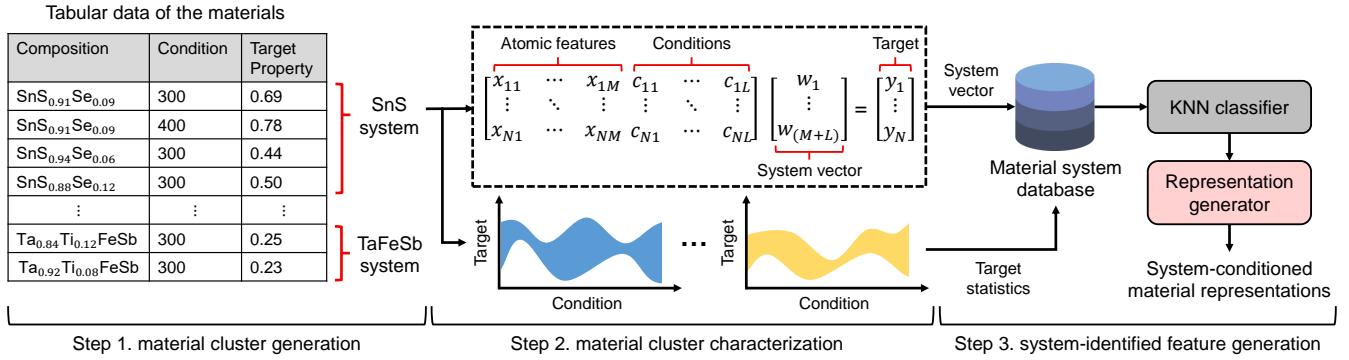 Tabular data of the materials
Composition Condition Target Property
SnS0.91Se0.09 300 0.69
SnS0.91Se0.09 400 0.78
SnS0.94Se0.06 300 0.44
SnS0.88Se0.12 300 0.50
⋮ ⋮ ⋮
Ta0.84Ti0.12FeSb 300 0.25
Ta0.92Ti0.08FeSb 300 0.23
SnS
system
TaFeSb
system
Step 1. material cluster generation
Atomic features Conditions Target
x11 ⋯ x1M c11 ⋯ c1L w1 y1
⋮ ⋱ ⋮ ⋮ ⋱ ⋮ ⋮ = ⋮
xN1 ⋯ xNM cN1 ⋯ cNL w(M+L) yN
System vector
Target
Condition
⋯
Target
Condition
Step 2. material cluster characterization
System
vector
Target
statistics
Material system
database
KNN classifier
Representation
generator
System-conditioned
material representations
Step 3. system-identified feature generation